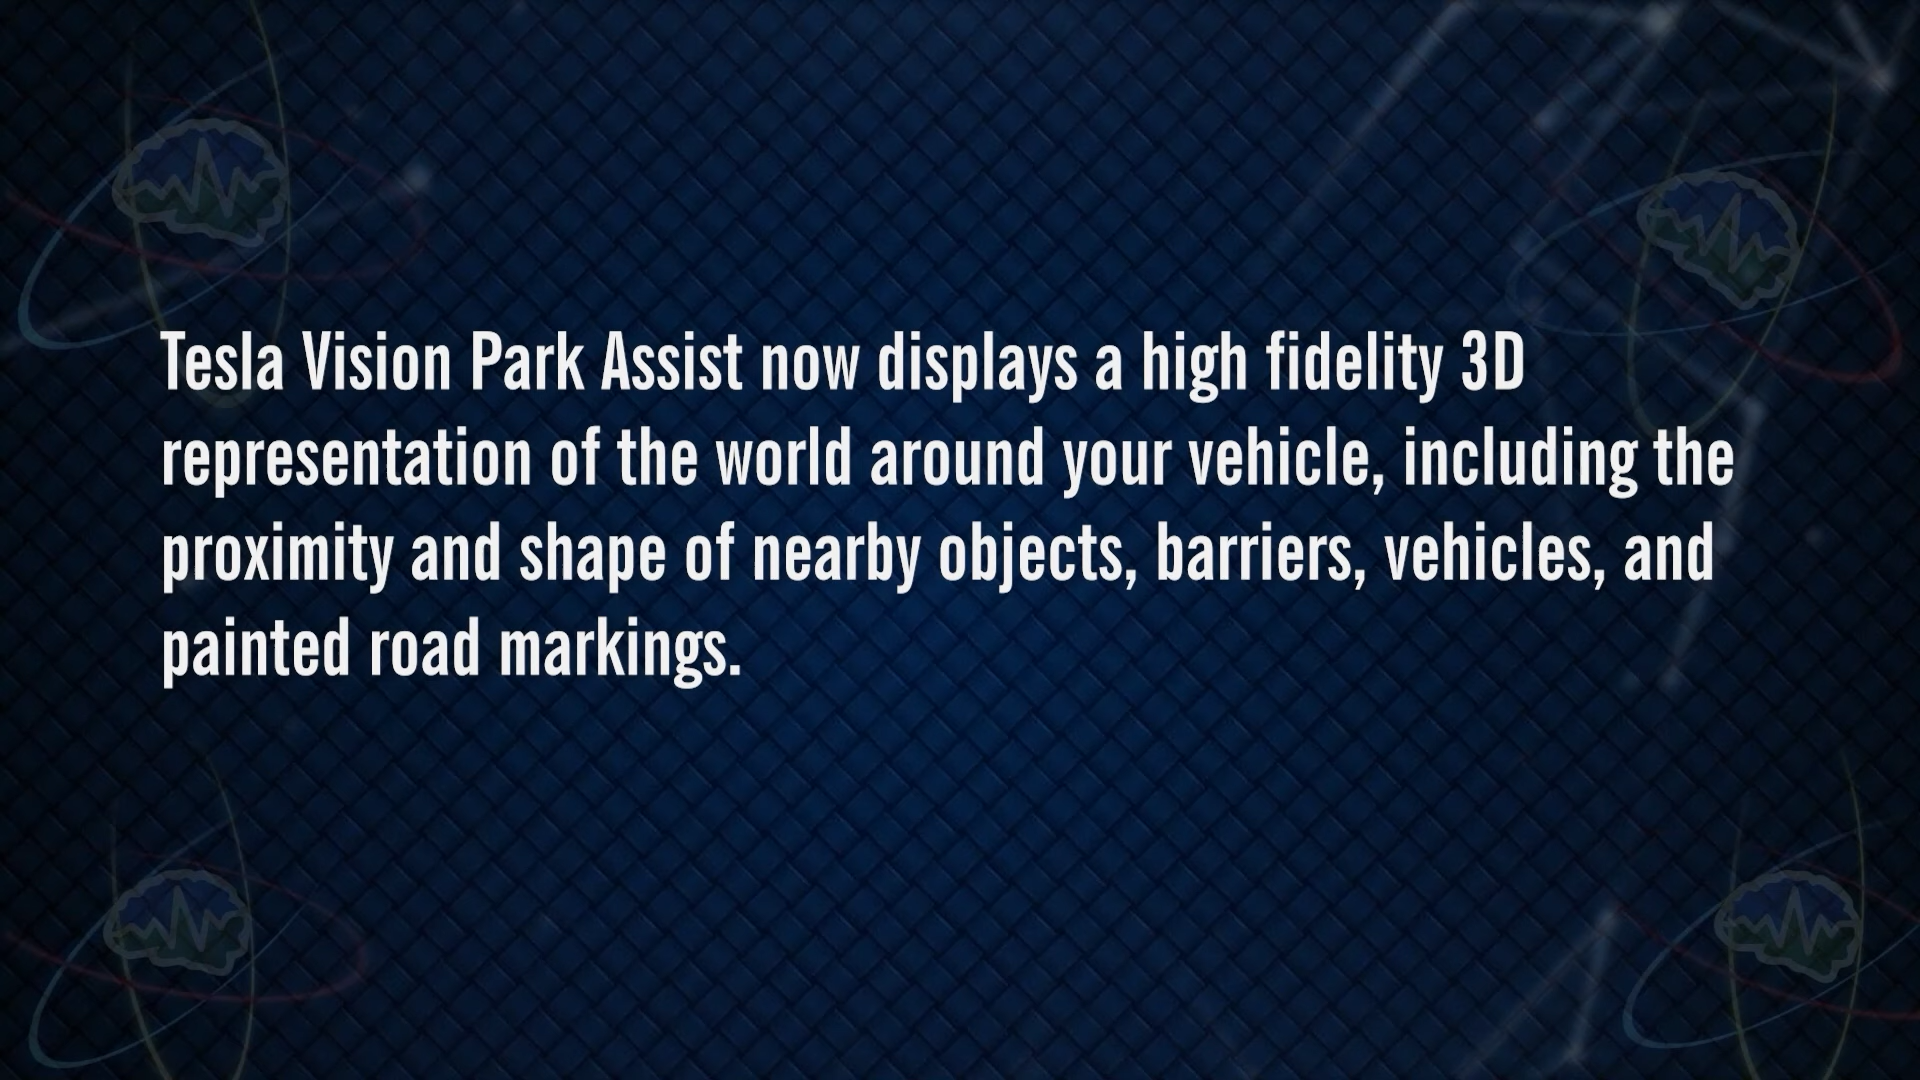 Tesla Vision Park Assist now displays a high fidelity 3D
representation of the world around your vehicle, including the
proximity and shape of nearby objects, barriers, vehicles, and
painted road markings.